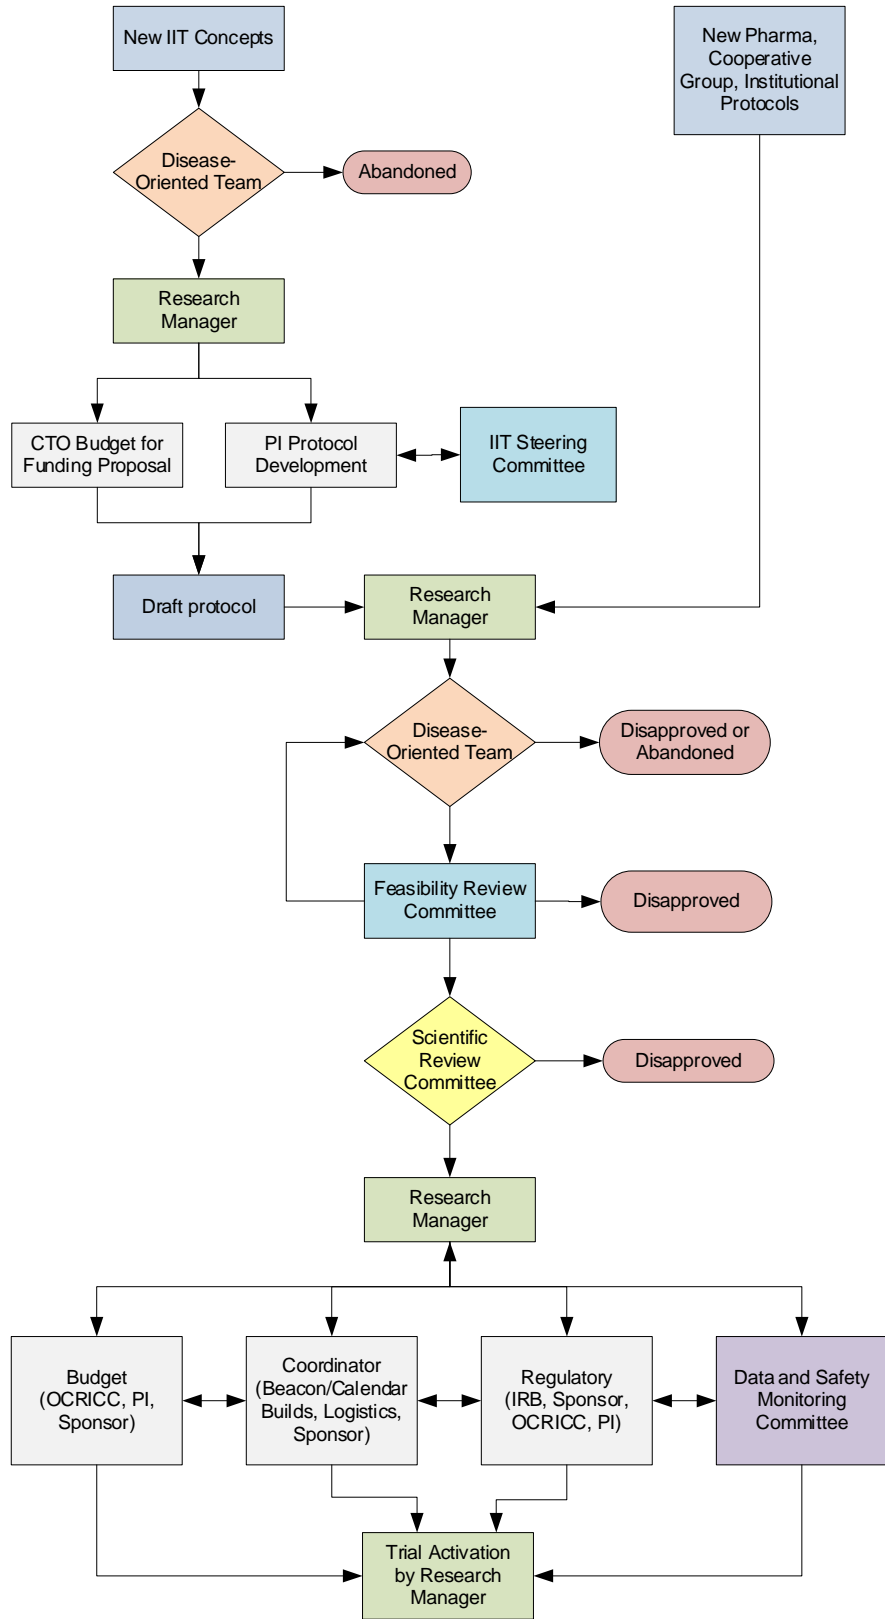 New IIT Concepts
New Pharma,
Cooperative
Group, Institutional
Protocols
Disease-
Oriented Team
Abandoned
Research
Manager
CTO Budget for
Funding Proposal
PI Protocol
Development
IIT Steering
Committee
Draft protocol
Research
Manager
Disease-
Oriented Team
Disapproved or
Abandoned
Feasibility Review
Committee
Disapproved
Scientific
Review
Committee
Disapproved
Research
Manager
Budget
(OCRICC, PI,
Sponsor)
Coordinator
(Beacon/Calendar
Builds, Logistics,
Sponsor)
Regulatory
(IRB, Sponsor,
OCRICC, PI)
Data and Safety
Monitoring
Committee
Trial Activation
by Research
Manager